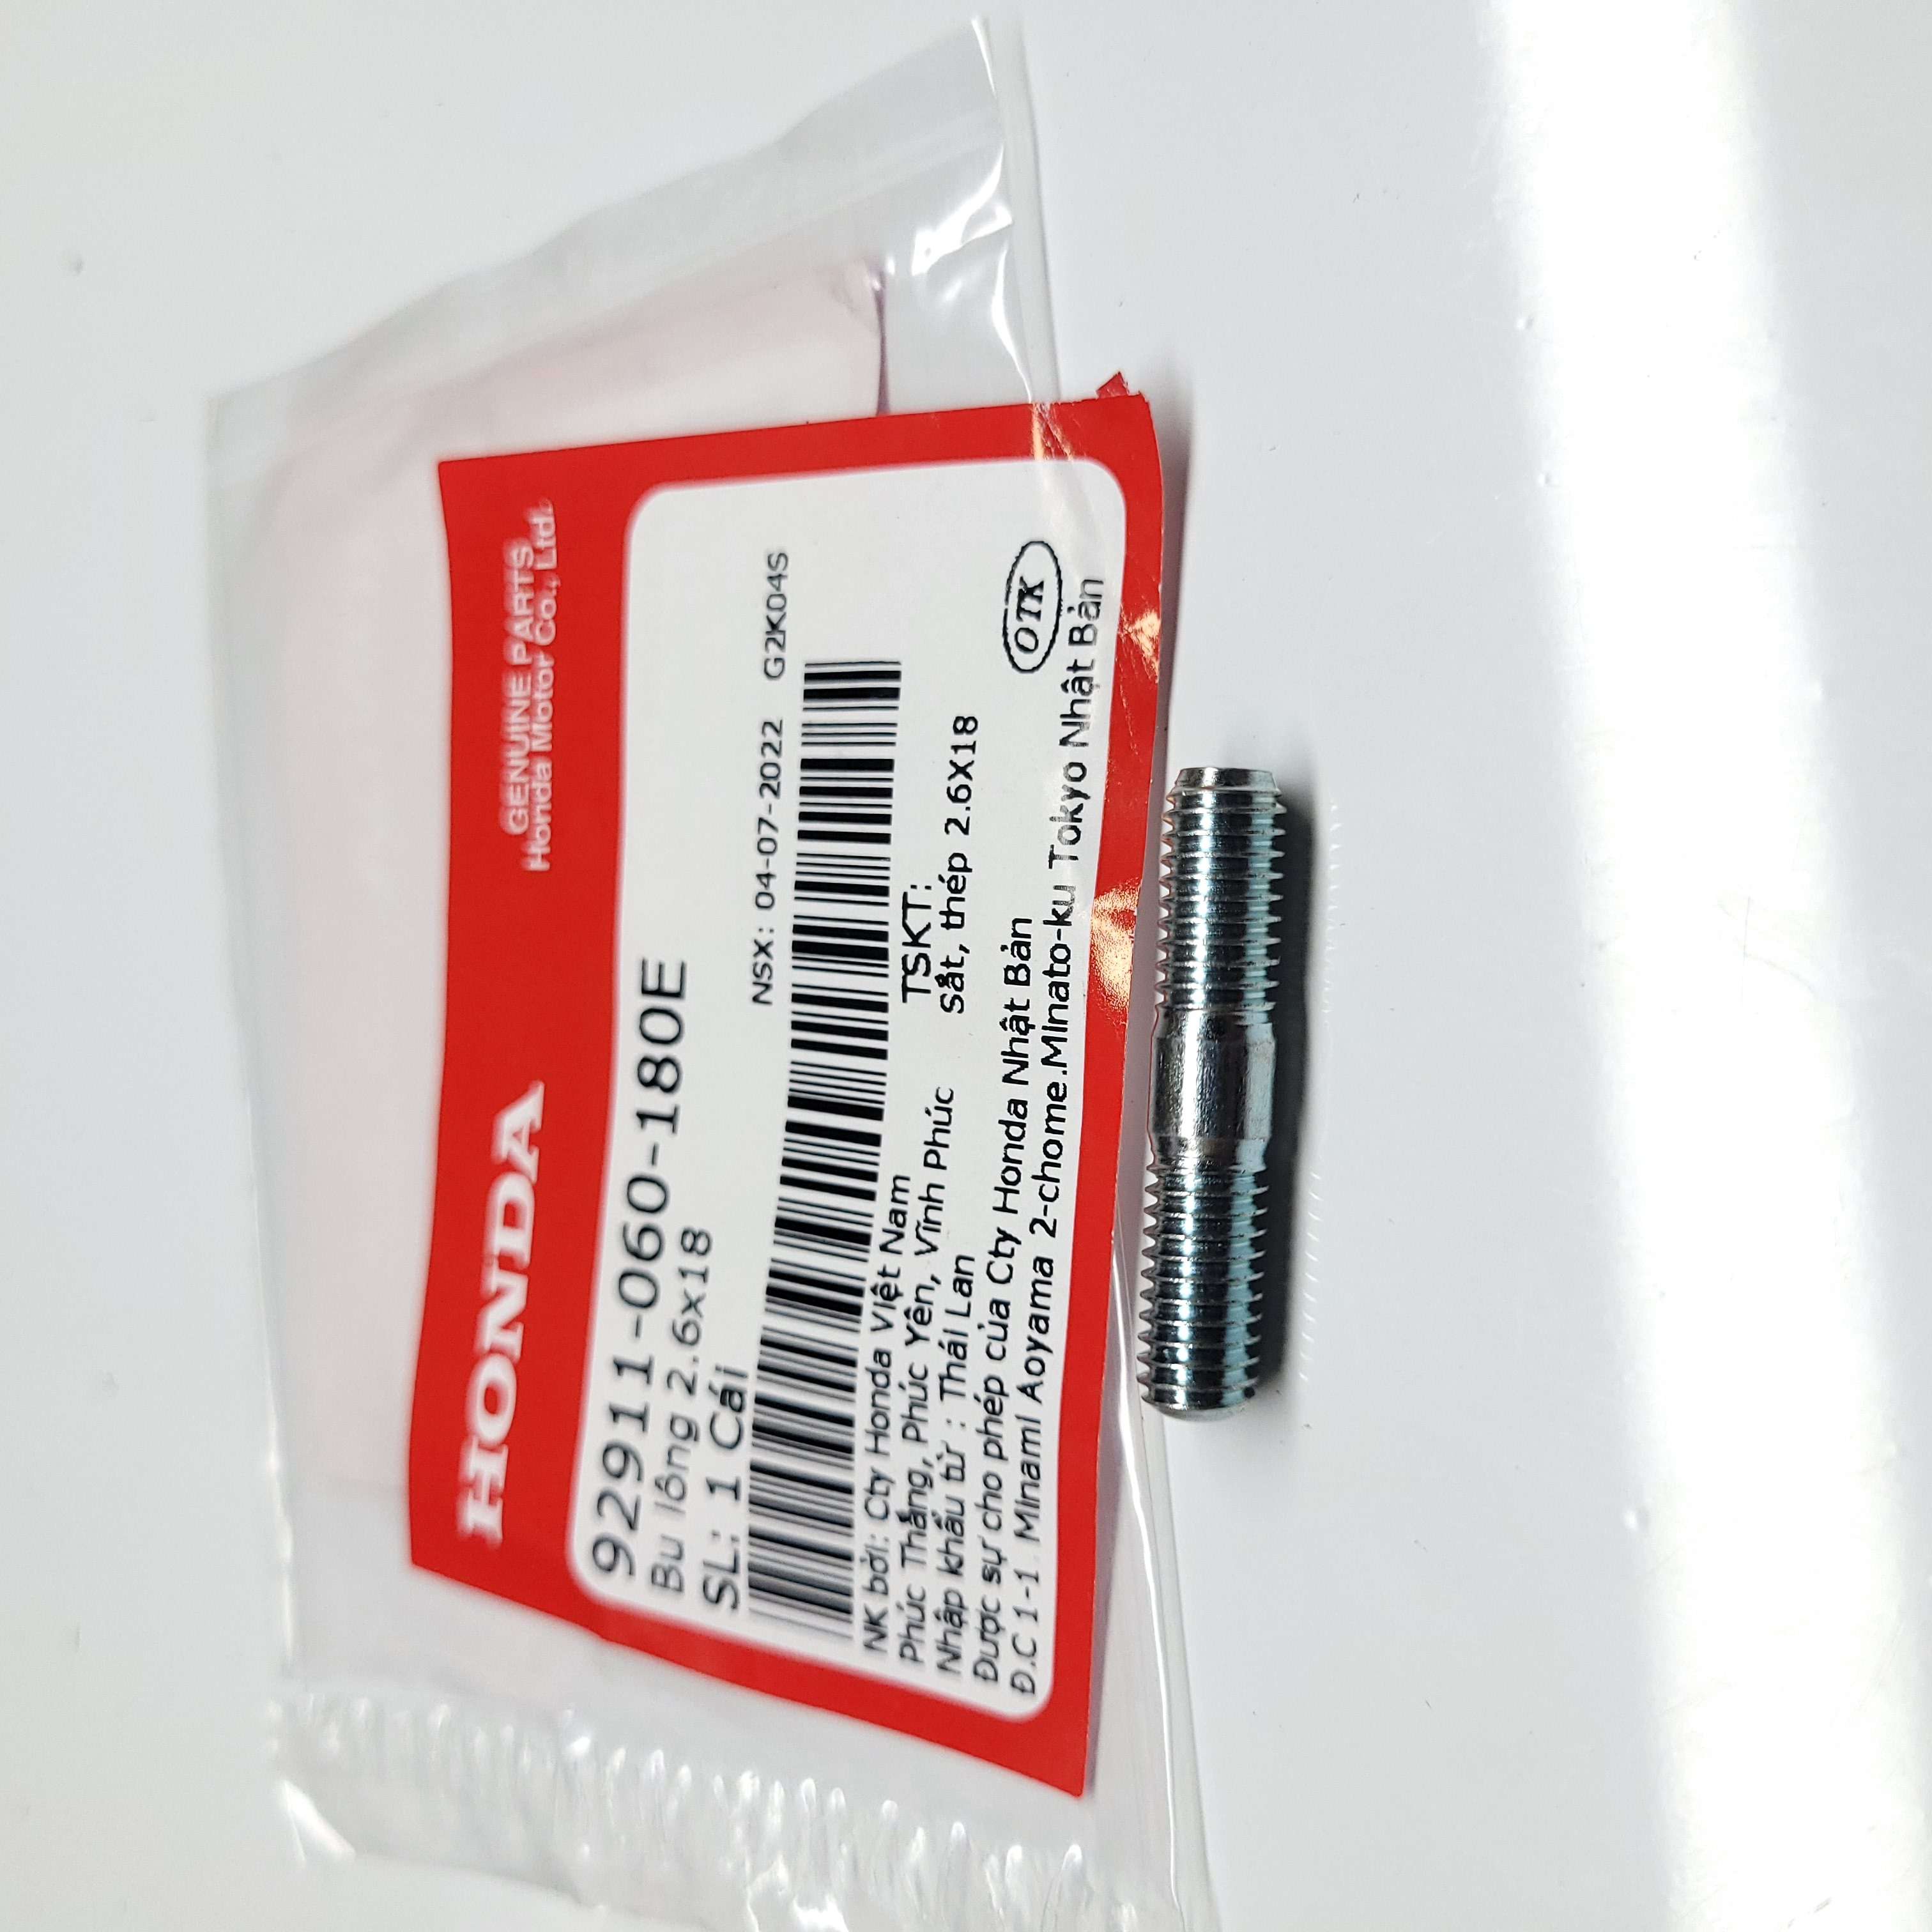 HONDA
GENUINE PARTS
Honda Motor Co., Ltd.
92911-060-180E
Bu lông 2.6x18
SL: 1 Cái
NSX: 04-07-2022 G2K04S
NK bởi: Cty Honda Việt Nam
Phúc Thắng, Phúc Yên, Vĩnh Phúc
Nhập khẩu từ : Thái Lan
TSKT:
Sắt, thép 2.6X18
Được sự cho phép của Cty Honda Nhật Bản
Đ.C 1-1. Minami Aoyama 2-chome.Minato-ku Tokyo Nhật Bản
OTK